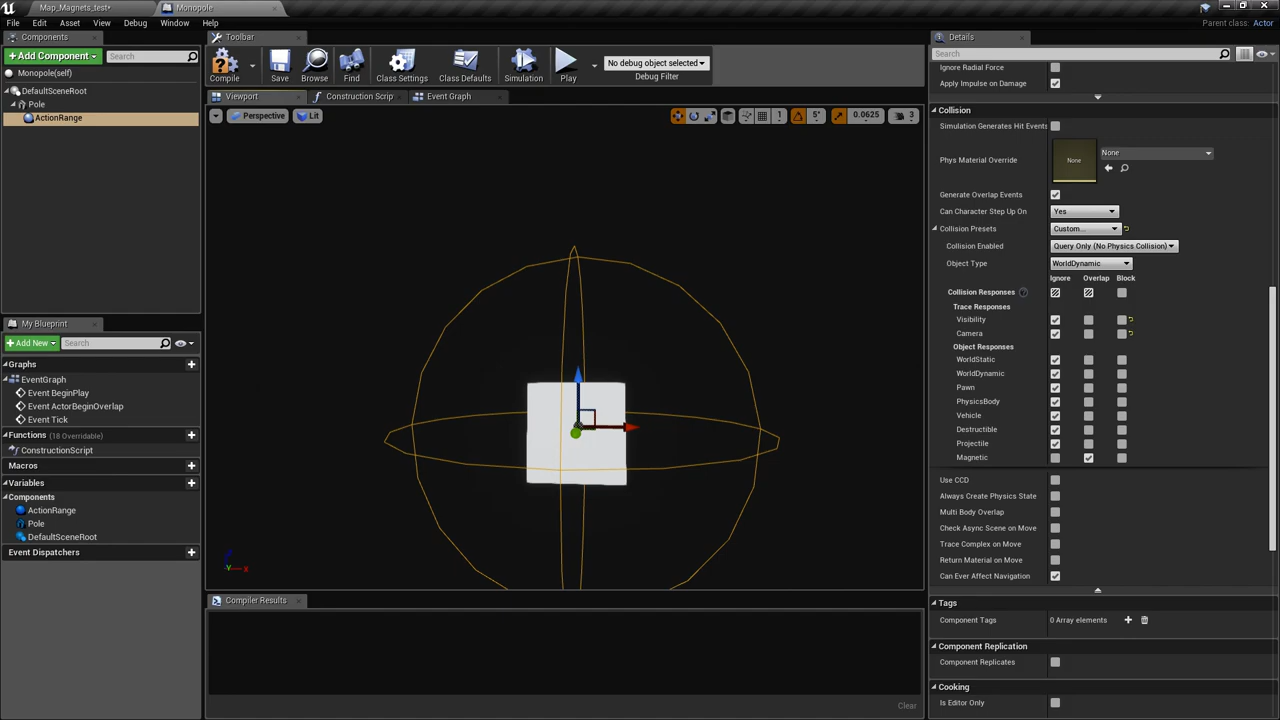 Map_Magnets_test*
Monopole
File Edit Asset View Debug Window Help
Parent class: Actor
Components
+Add Component
Search
Monopole(self)
DefaultSceneRoot
Pole
ActionRange
My Blueprint
+Add New
Search
Graphs
EventGraph
Event BeginPlay
Event ActorBeginOverlap
Event Tick
Functions (18 Overridable)
ConstructionScript
Macros
Variables
Components
ActionRange
Pole
DefaultSceneRoot
Event Dispatchers
Toolbar
Compile
Save
Browse
Find
Class Settings
Class Defaults
Simulation
Play
No debug object selected
Debug Filter
Viewport
Construction Scrip
Event Graph
Perspective
Lit
1
5°
0.0625
3
Z
Y
X
Compiler Results
Clear
Details
Search
Ignore Radial Force
Apply Impulse on Damage
Collision
Simulation Generates Hit Events
Phys Material Override
None
None
Generate Overlap Events
Can Character Step Up On
Yes
Collision Presets
Custom...
Collision Enabled
Query Only (No Physics Collision)
Object Type
WorldDynamic
Ignore Overlap Block
Collision Responses
Trace Responses
Visibility
Camera
Object Responses
WorldStatic
WorldDynamic
Pawn
PhysicsBody
Vehicle
Destructible
Projectile
Magnetic
Use CCD
Always Create Physics State
Multi Body Overlap
Check Async Scene on Move
Trace Complex on Move
Return Material on Move
Can Ever Affect Navigation
Tags
Component Tags
0 Array elements
Component Replication
Component Replicates
Cooking
Is Editor Only